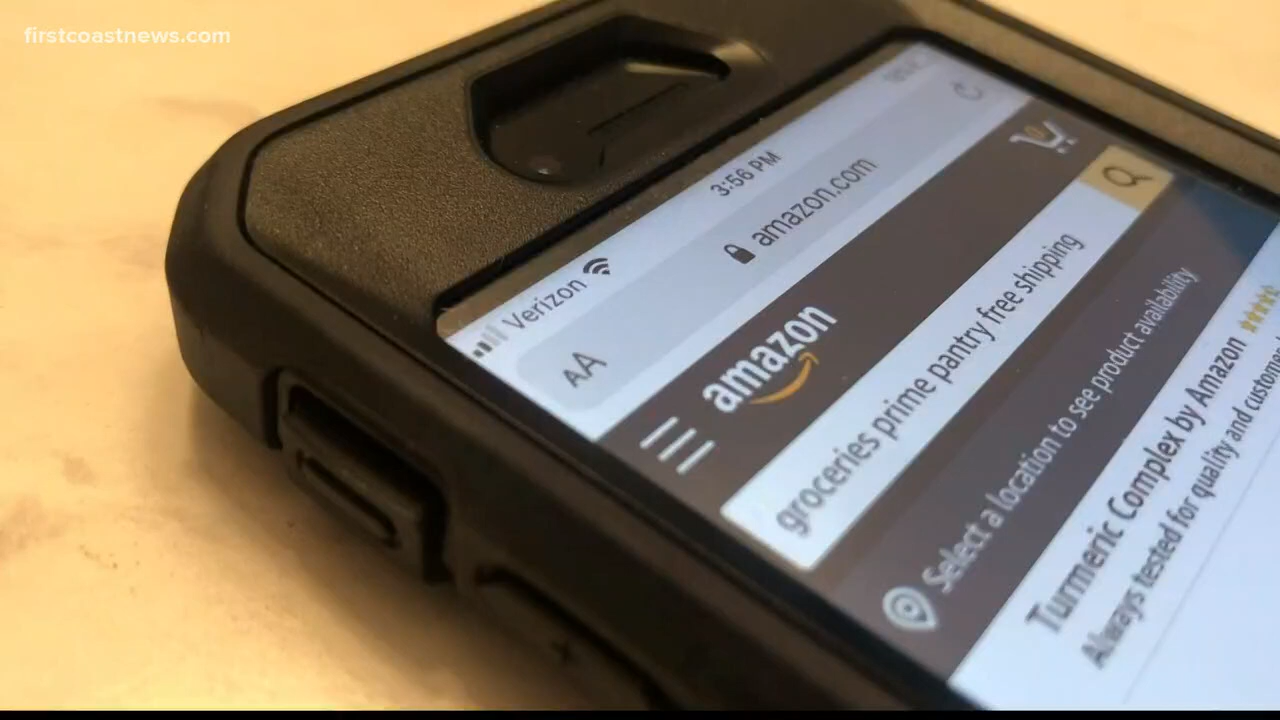 firstcoastnews.com
Verizon 3:56 PM
AA amazon.com
amazon
groceries prime pantry free shipping
Select a location to see product availability
Turmeric Complex by Amazon
Always tested for quality and custome
+